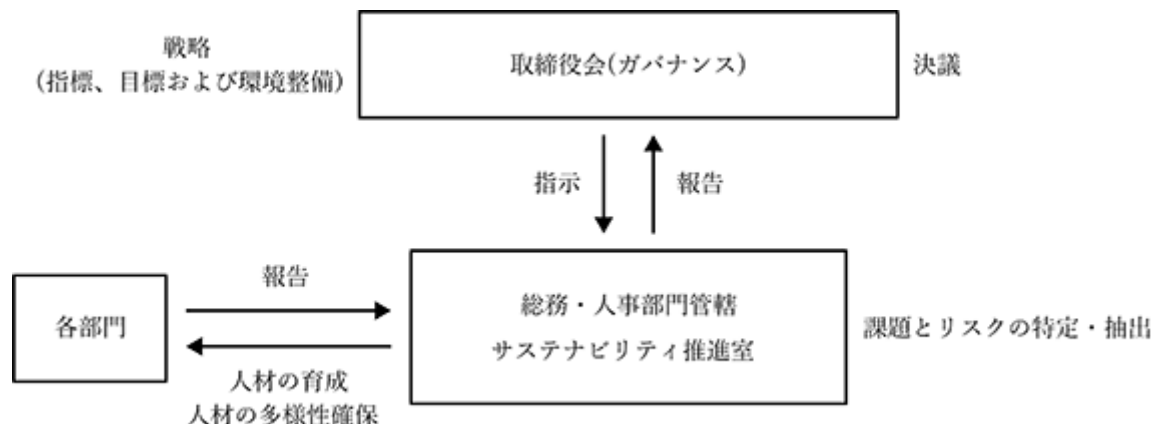 戦略
(指標、目標および環境整備)
取締役会(ガバナンス)
決議
指示
報告
報告
各部門
総務・人事部門管轄
サステナビリティ推進室
課題とリスクの特定・抽出
人材の育成
人材の多様性確保